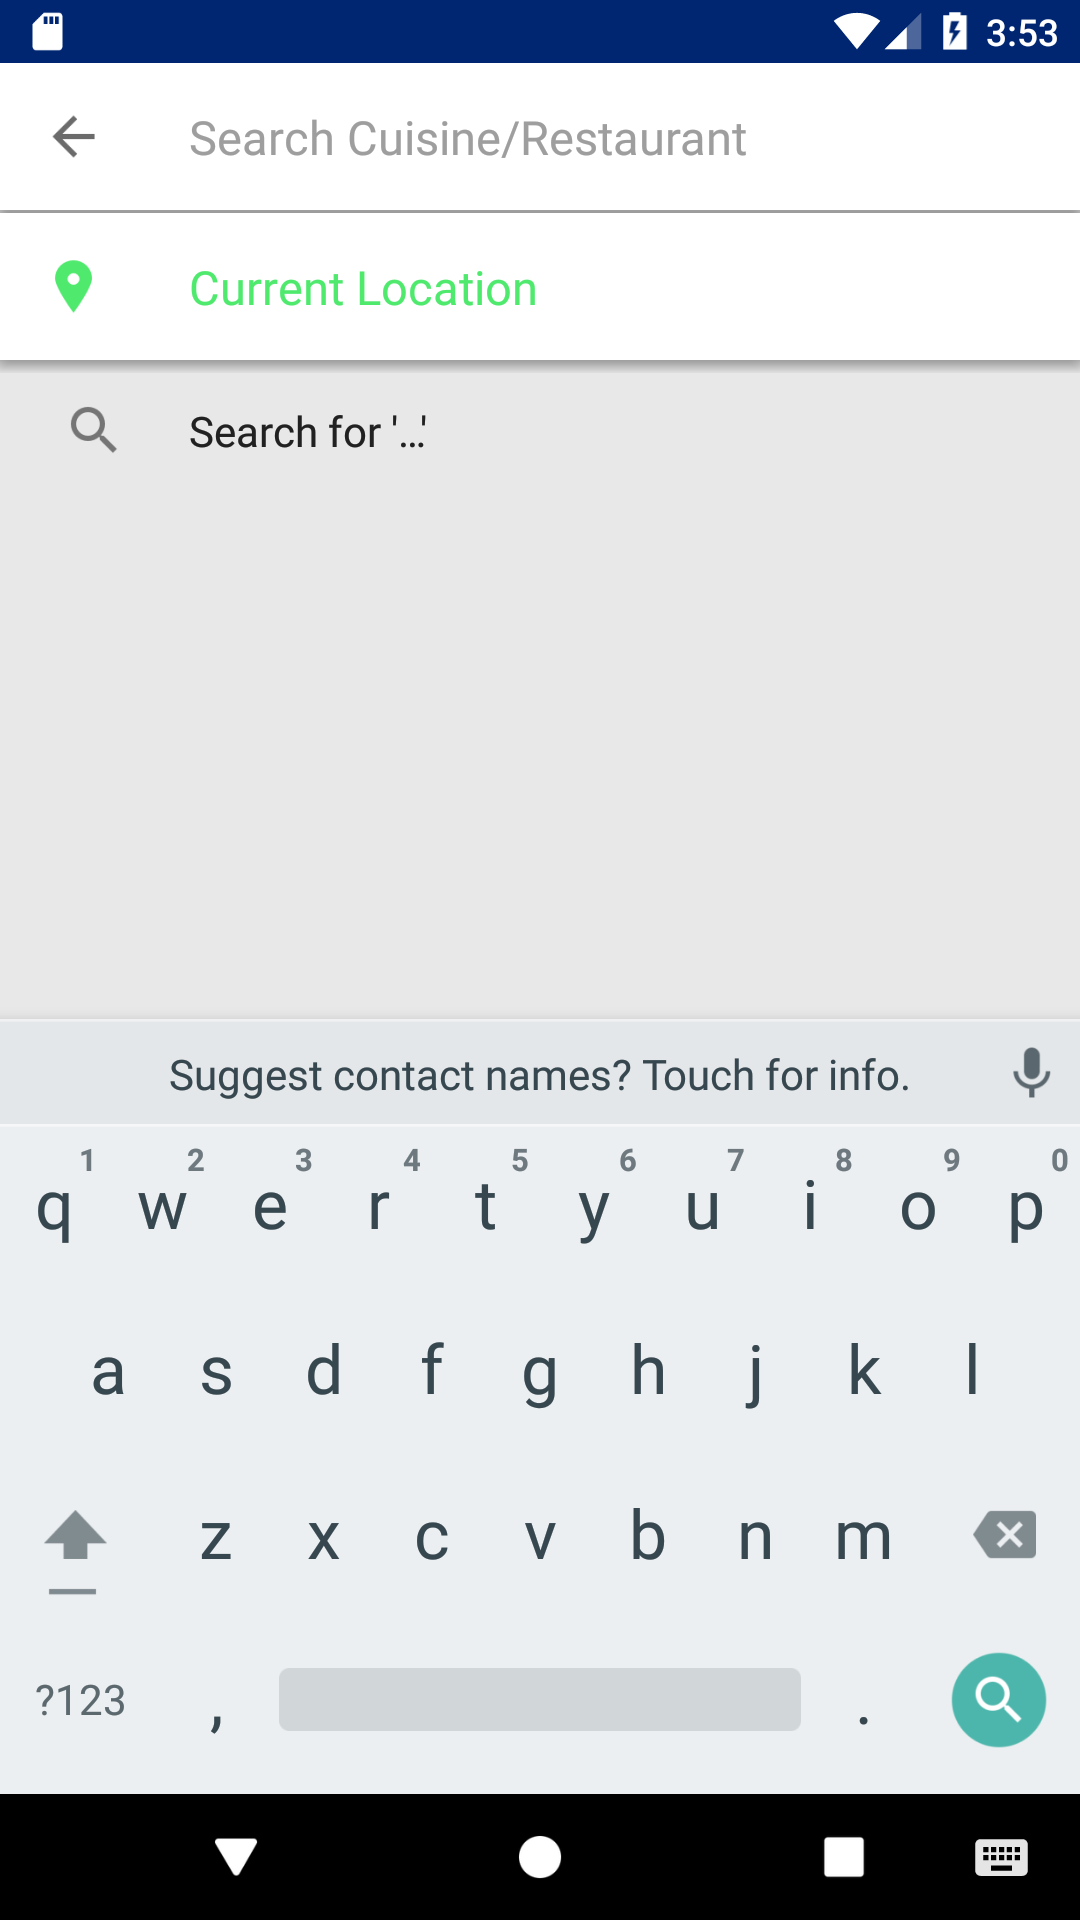 3:53
Search Cuisine/Restaurant
Current Location
Search for '...'
Suggest contact names? Touch for info.
1 2 3 4 5 6 7 8 9 0
q w e r t y u i o p
a s d f g h j k l
z x c v b n m
?123 , .